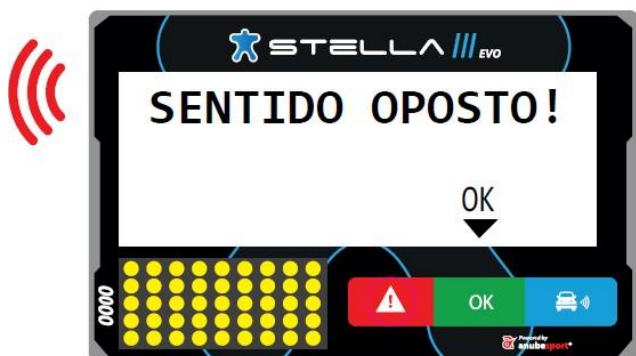 STELLA III EVO
SENTIDO OPOSTO!
OK
0000
OK
Powered by
anubesport